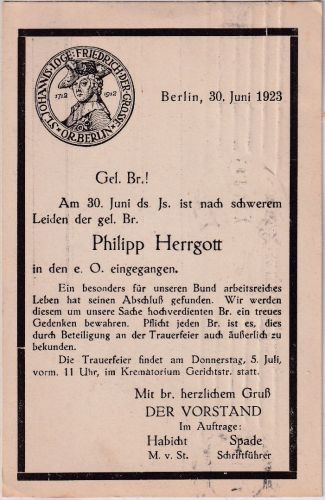 ST. JOHANNIS-LOGE: FRIEDRICH-DER-GROSSE
1712 1912
OR. BERLIN
Berlin, 30. Juni 1923
Gel. Br.!
Am 30. Juni ds. Js. ist nach schwerem
Leiden der gel. Br.
Philipp Herrgott
in den e. O. eingegangen.
Ein besonders für unseren Bund arbeitsreiches
Leben hat seinen Abschluß gefunden. Wir werden
diesem um unsere Sache hochverdienten Br. ein treues
Gedenken bewahren. Pflicht jeden Br. ist es, dies
durch Beteiligung an der Trauerfeier auch äußerlich zu
bekunden.
Die Trauerfeier findet am Donnerstag, 5. Juli,
vorm. 11 Uhr, im Krematorium Gerichtstr. statt.
Mit br. herzlichem Gruß
DER VORSTAND
Im Auftrage:
Habicht Spade
M. v. St. Schriftführer